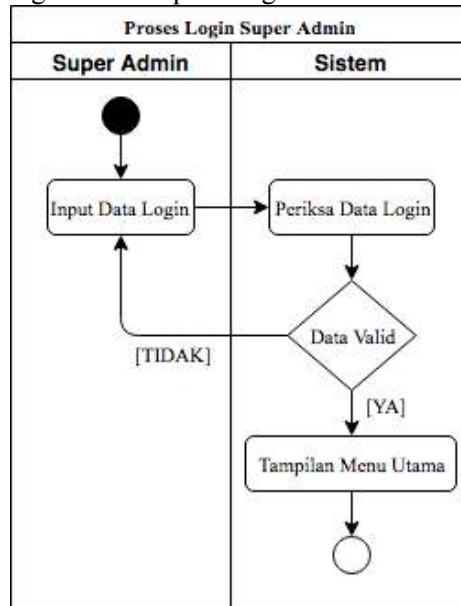 Proses Login Super Admin
Super Admin
Sistem
Input Data Login
Periksa Data Login
Data Valid
[TIDAK]
[YA]
Tampilan Menu Utama